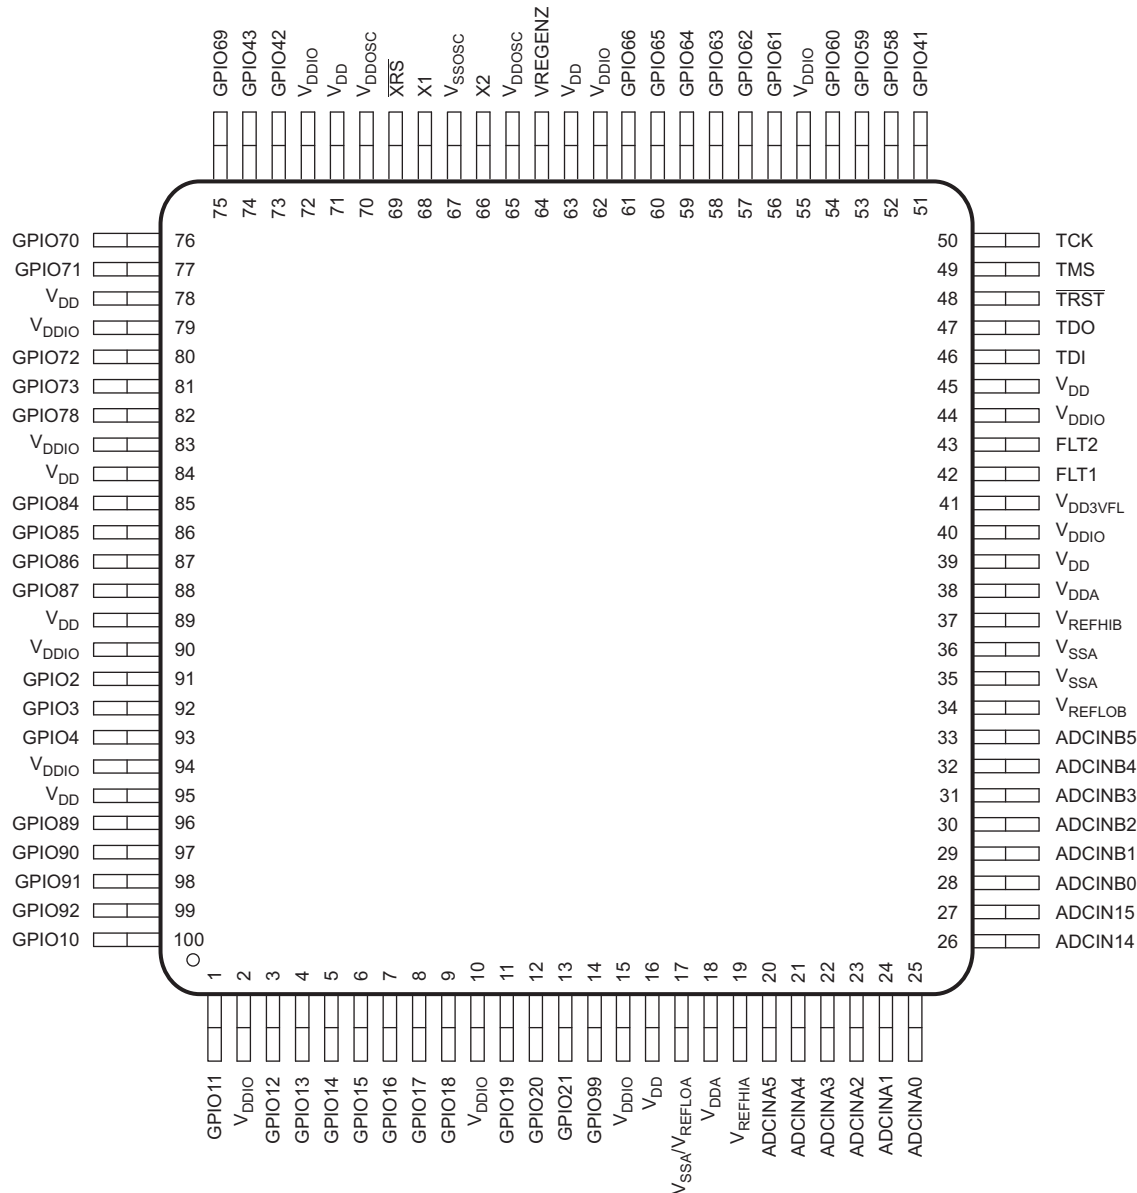 GPIO69 GPIO43 GPIO42 VDDIO VDD VDDOSC XRS X1 VSSOSC X2 VDDOSC VREGENZ VDD VDDIO GPIO66 GPIO65 GPIO64 GPIO63 GPIO62 GPIO61 VDDIO GPIO60 GPIO59 GPIO58 GPIO41
75 74 73 72 71 70 69 68 67 66 65 64 63 62 61 60 59 58 57 56 55 54 53 52 51
GPIO70 76 50 TCK
GPIO71 77 49 TMS
VDD 78 48 TRST
VDDIO 79 47 TDO
GPIO72 80 46 TDI
GPIO73 81 45 VDD
GPIO78 82 44 VDDIO
VDDIO 83 43 FLT2
VDD 84 42 FLT1
GPIO84 85 41 VDD3VFL
GPIO85 86 40 VDDIO
GPIO86 87 39 VDD
GPIO87 88 38 VDDA
VDD 89 37 VREFHIB
VDDIO 90 36 VSSA
GPIO2 91 35 VSSA
GPIO3 92 34 VREFLOB
GPIO4 93 33 ADCINB5
VDDIO 94 32 ADCINB4
VDD 95 31 ADCINB3
GPIO89 96 30 ADCINB2
GPIO90 97 29 ADCINB1
GPIO91 98 28 ADCINB0
GPIO92 99 27 ADCIN15
GPIO10 100 26 ADCIN14
1 2 3 4 5 6 7 8 9 10 11 12 13 14 15 16 17 18 19 20 21 22 23 24 25
GPIO11 VDDIO GPIO12 GPIO13 GPIO14 GPIO15 GPIO16 GPIO17 GPIO18 VDDIO GPIO19 GPIO20 GPIO21 GPIO99 VDDIO VDD VSSA/VREFLOA VDDA VREFHIA ADCINA5 ADCINA4 ADCINA3 ADCINA2 ADCINA1 ADCINA0